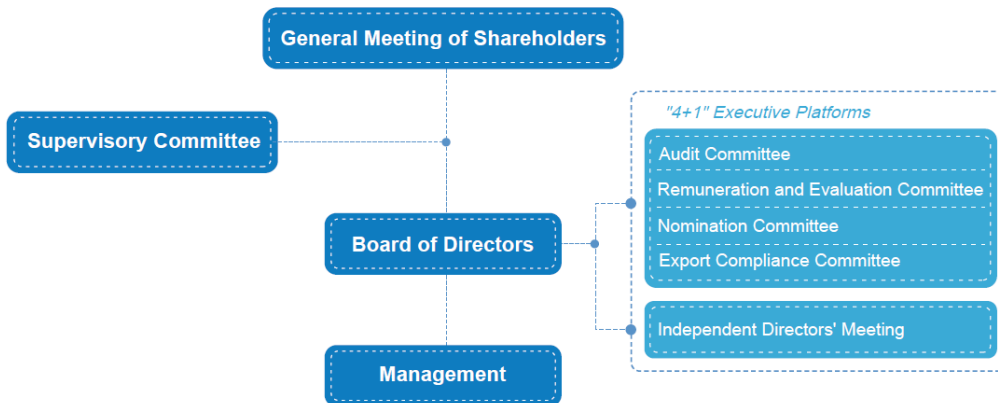 General Meeting of Shareholders
Supervisory Committee
"4+1" Executive Platforms
Audit Committee
Remuneration and Evaluation Committee
Nomination Committee
Export Compliance Committee
Board of Directors
Independent Directors' Meeting
Management